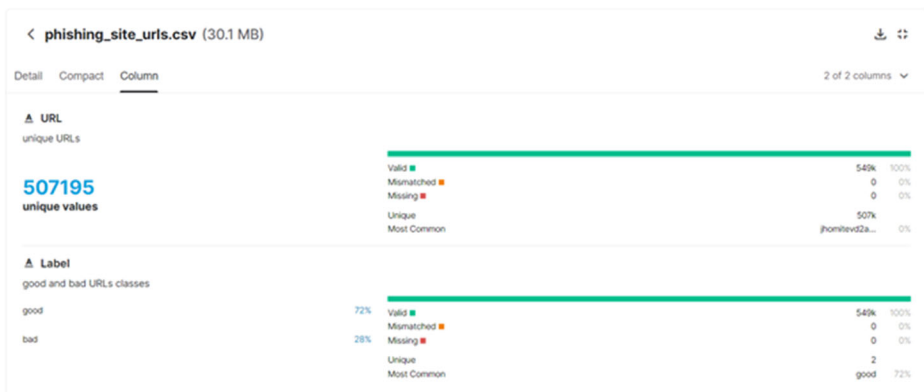 phishing_site_urls.csv (30.1 MB)
Detail Compact Column 2 of 2 columns
URL
unique URLs
507195
unique values
Valid 549k 100%
Mismatched 0 0%
Missing 0 0%
Unique 507k
Most Common jhomitevd2a... 0%
Label
good and bad URLs classes
good 72%
bad 28%
Valid 549k 100%
Mismatched 0 0%
Missing 0 0%
Unique 2
Most Common good 72%